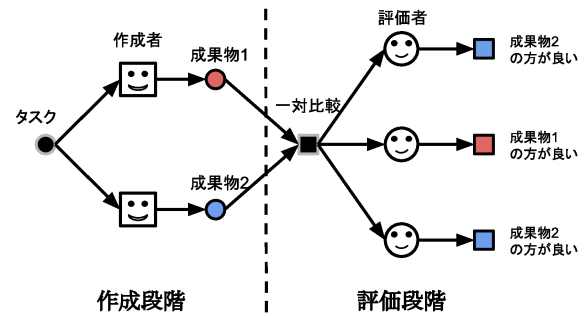 タスク
作成者
成果物1
成果物2
一対比較
評価者
成果物2
の方が良い
成果物1
の方が良い
成果物2
の方が良い
作成段階
評価段階